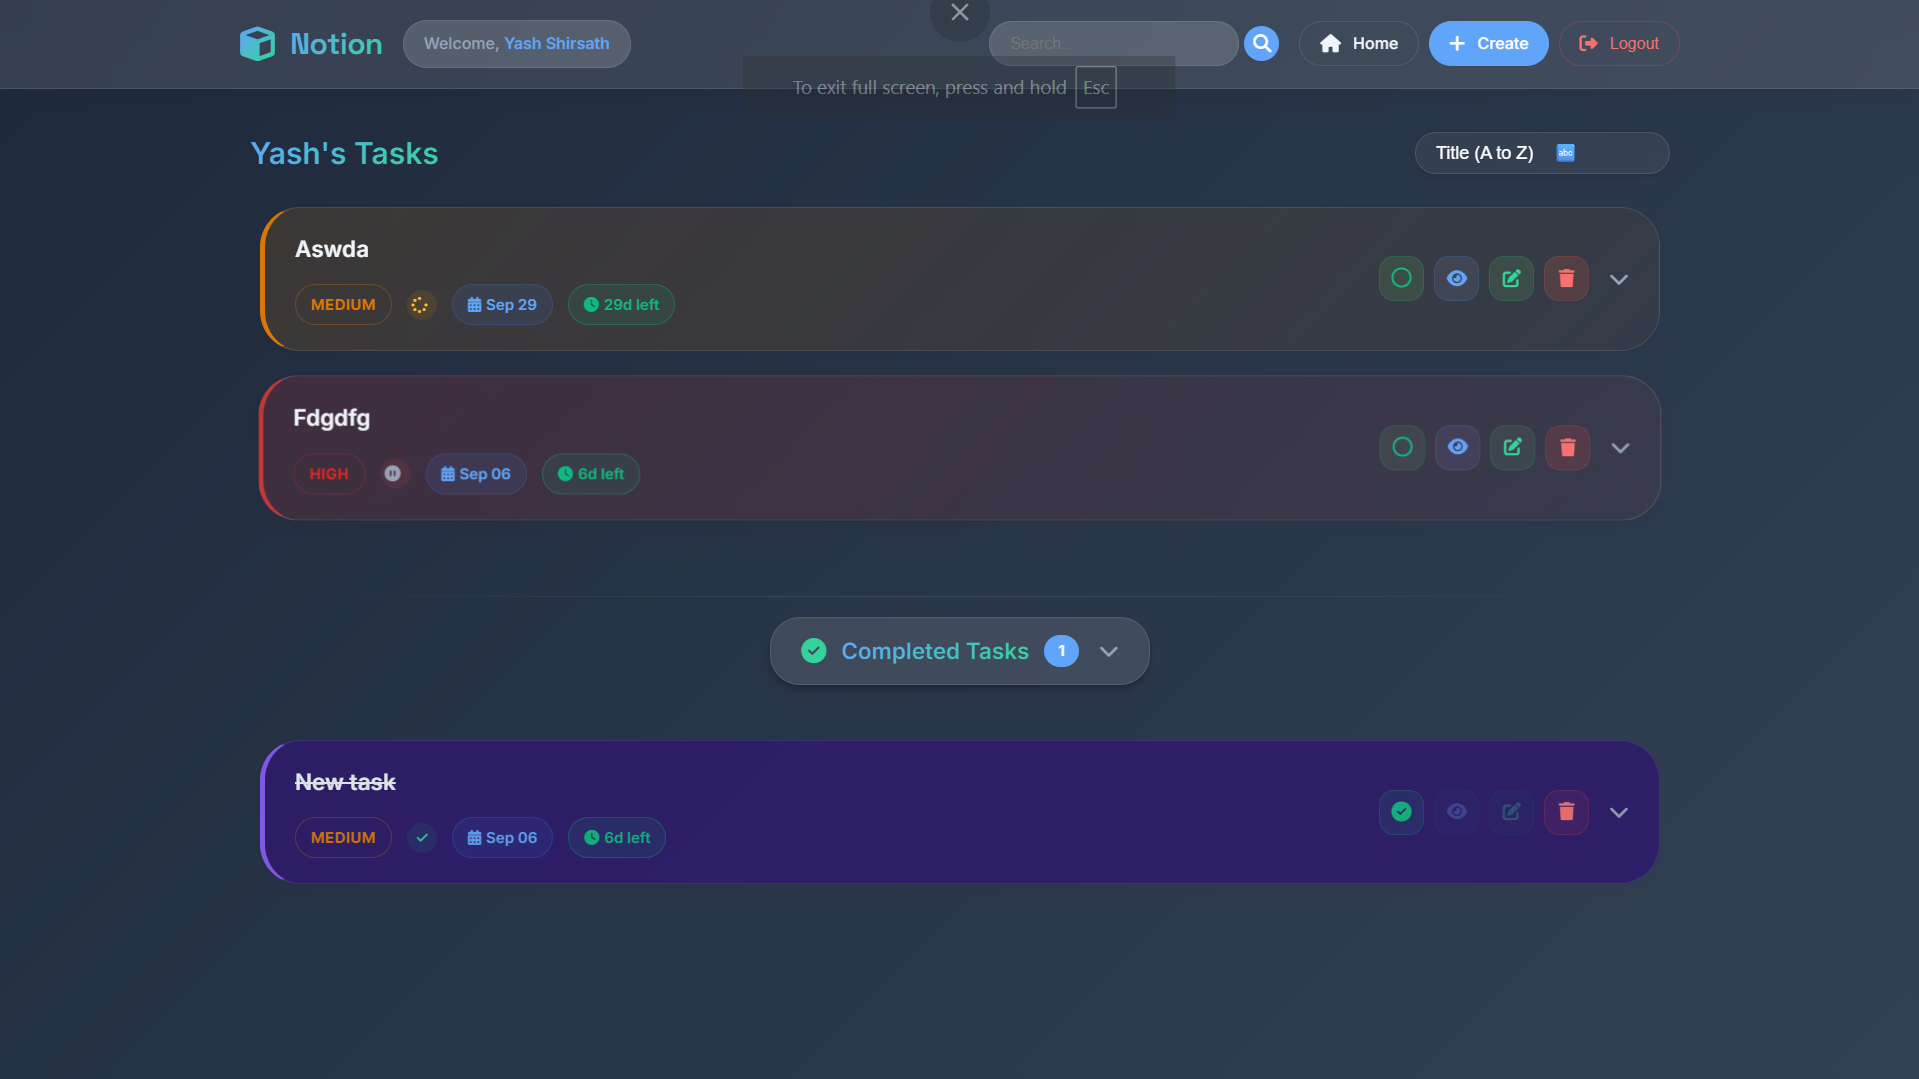 Notion
Welcome, Yash Shirsath
Search...
Home
Create
Logout
To exit full screen, press and hold Esc
Yash's Tasks
Title (A to Z) abc
Aswda
MEDIUM Sep 29 29d left
Fdgdfg
HIGH Sep 06 6d left
Completed Tasks 1
New task
MEDIUM Sep 06 6d left